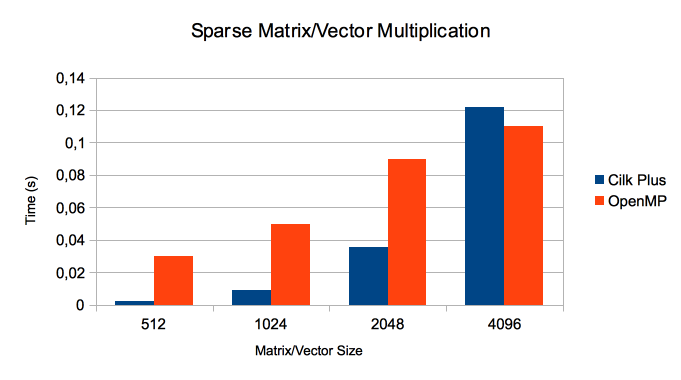 Sparse Matrix/Vector Multiplication
0,14
0,12
0,1
0,08
0,06
0,04
0,02
0
Time (s)
512 1024 2048 4096
Matrix/Vector Size
Cilk Plus
OpenMP